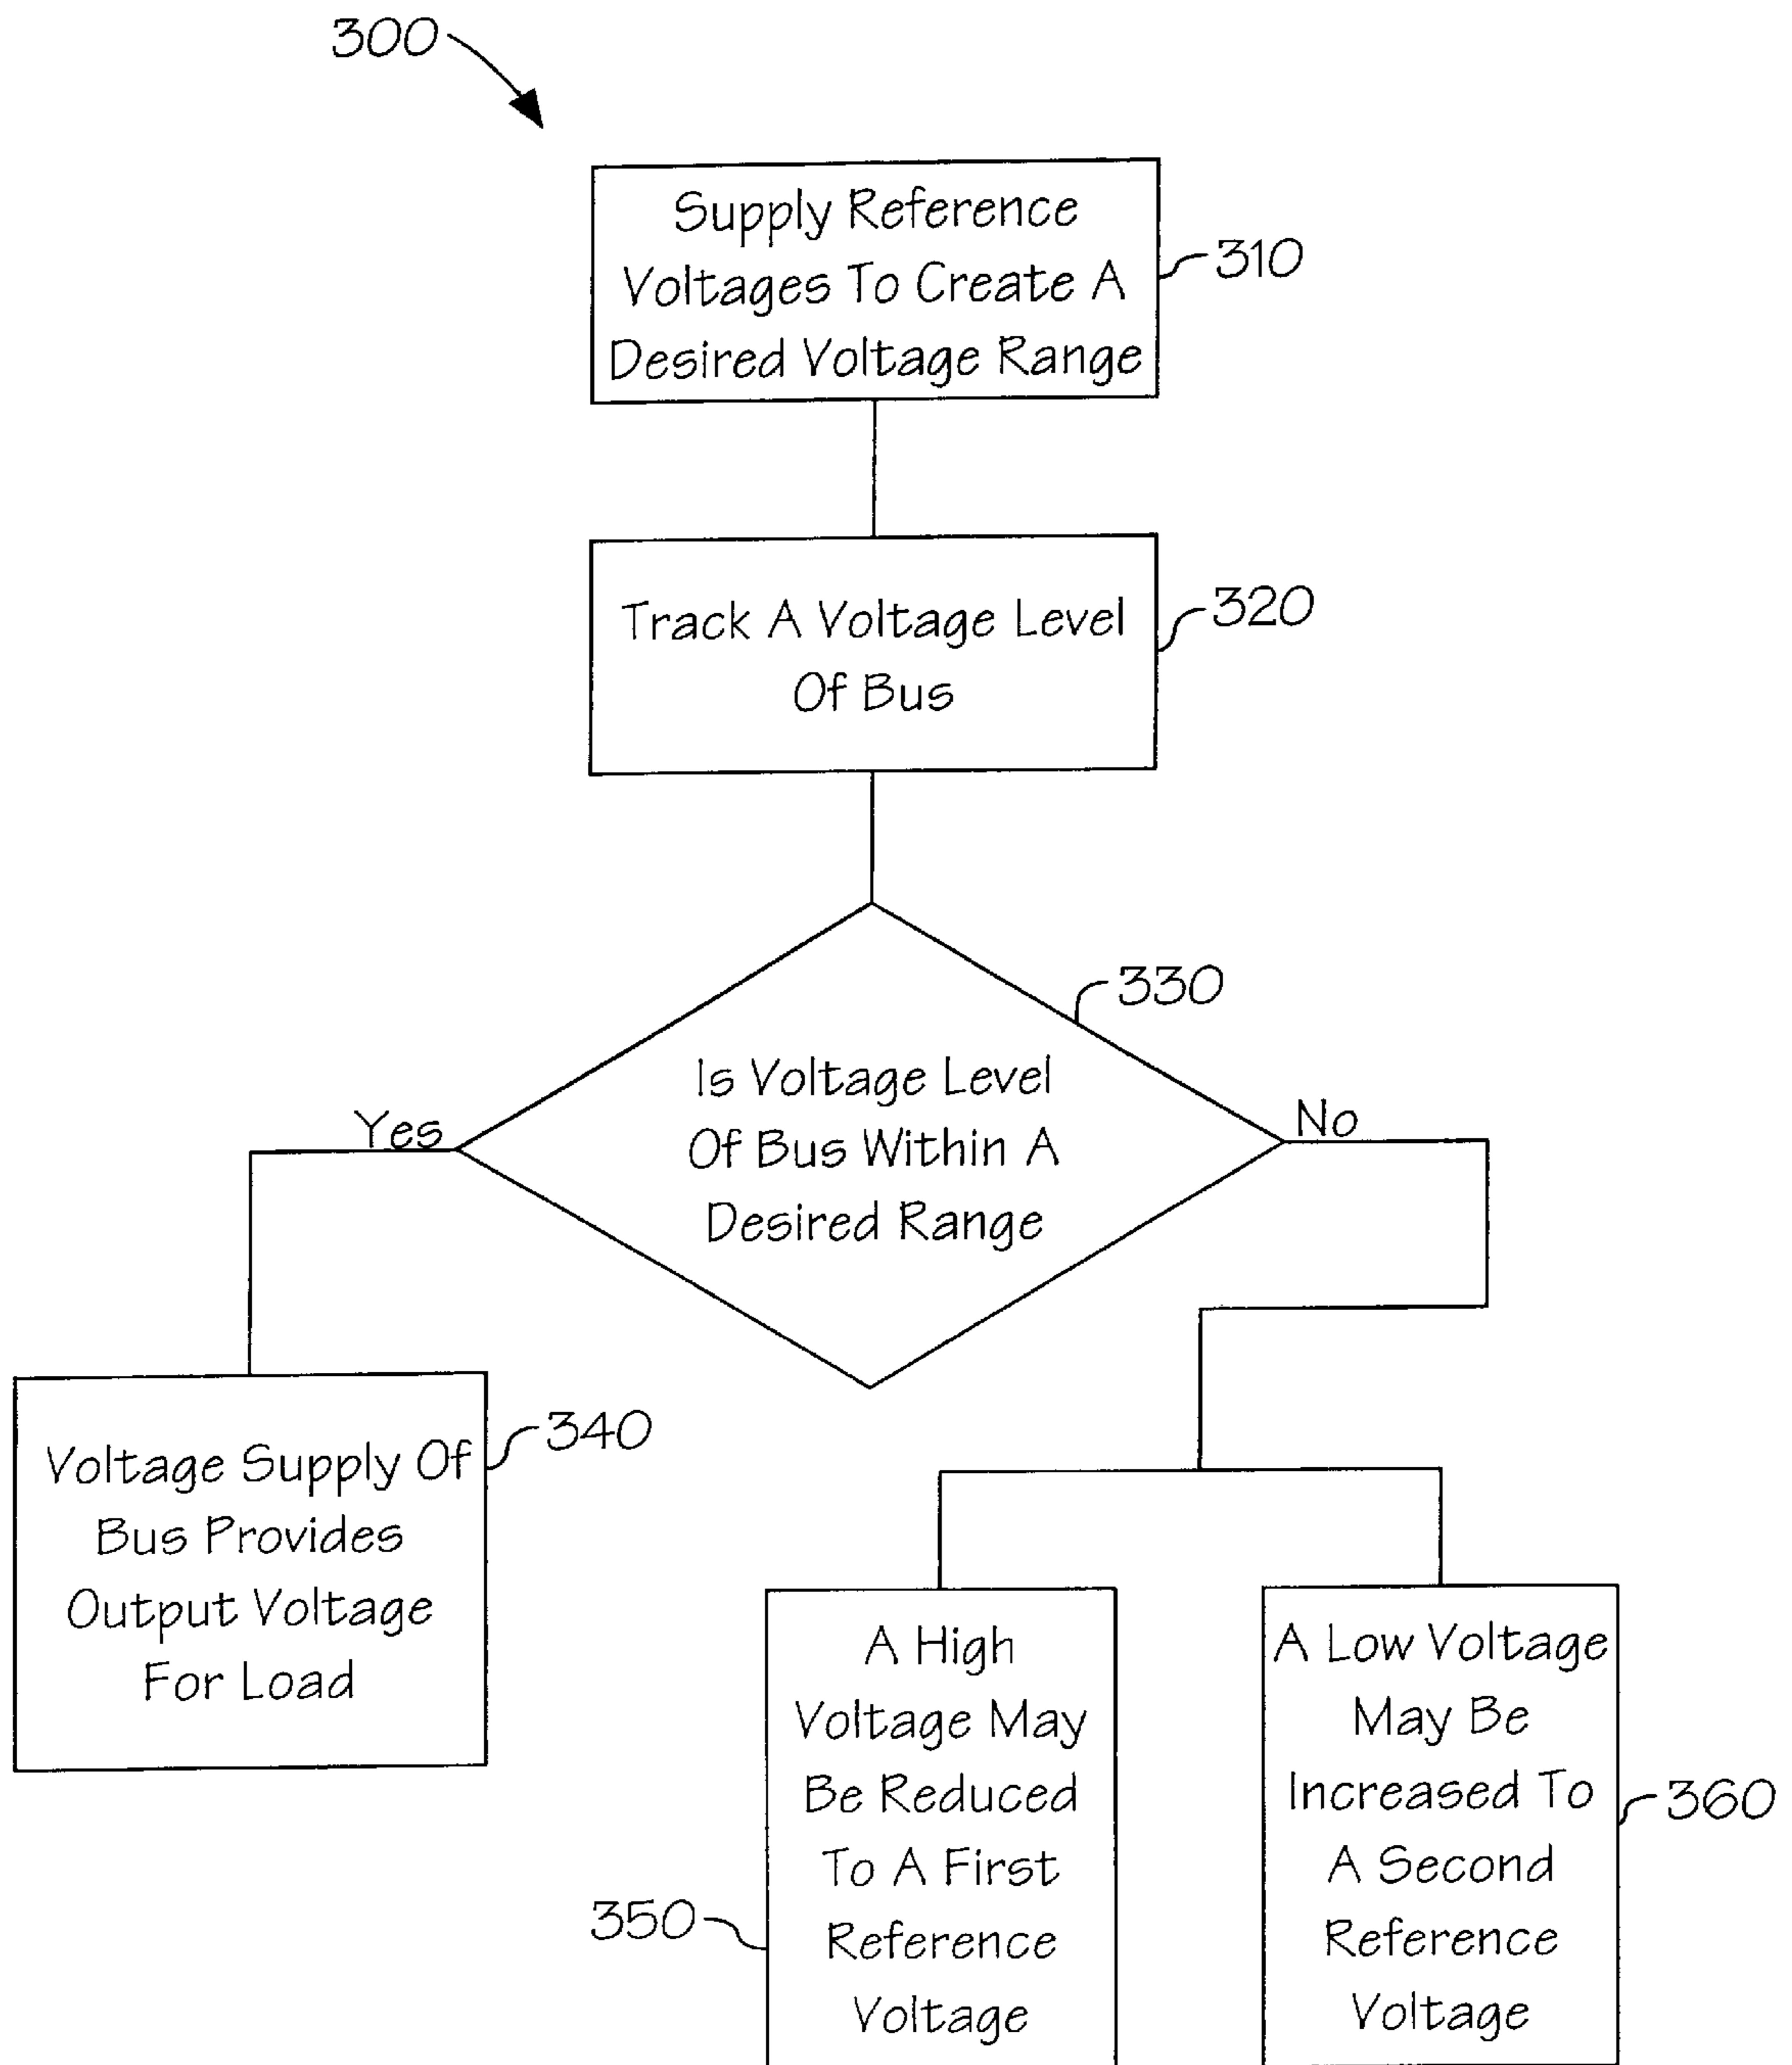 300
Supply Reference
Voltages To Create A
Desired Voltage Range
310
Track A Voltage Level
Of Bus
320
330
Is Voltage Level
Of Bus Within A
Desired Range
Yes
No
Voltage Supply Of
Bus Provides
Output Voltage
For Load
340
A High
Voltage May
Be Reduced
To A First
Reference
Voltage
350
A Low Voltage
May Be
Increased To
A Second
Reference
Voltage
360